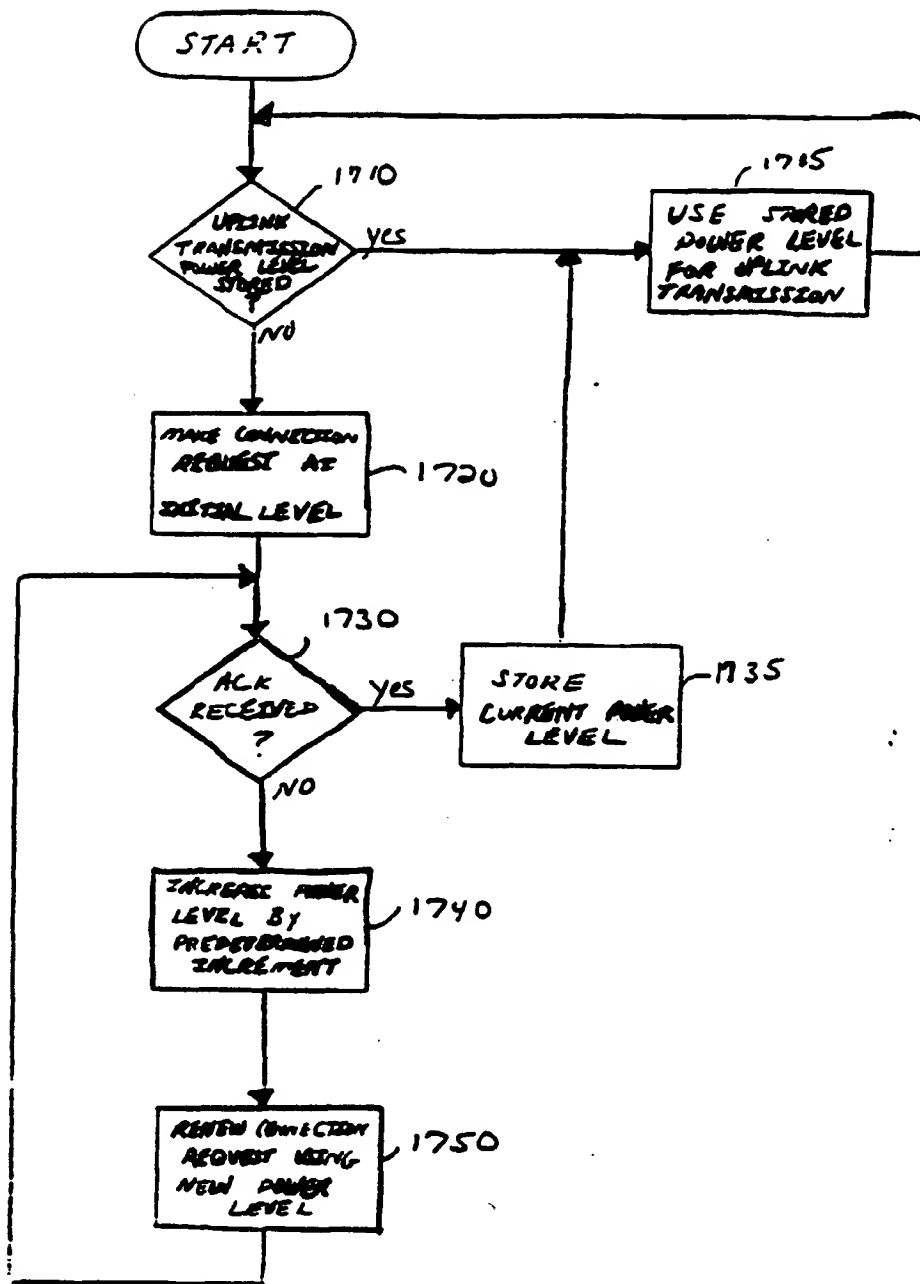 START
1710
UPLINK
TRANSMISSION
POWER LEVEL
STORED
?
yes
NO
1715
USE STORED
POWER LEVEL
FOR UPLINK
TRANSMISSION
MAKE CONNECTION
REQUEST AT
INITIAL LEVEL
1720
1730
ACK
RECEIVED
?
yes
NO
STORE
CURRENT POWER
LEVEL
1735
INCREASE POWER
LEVEL BY
PREDETERMINED
INCREMENT
1740
RENEW CONNECTION
REQUEST USING
NEW POWER
LEVEL
1750